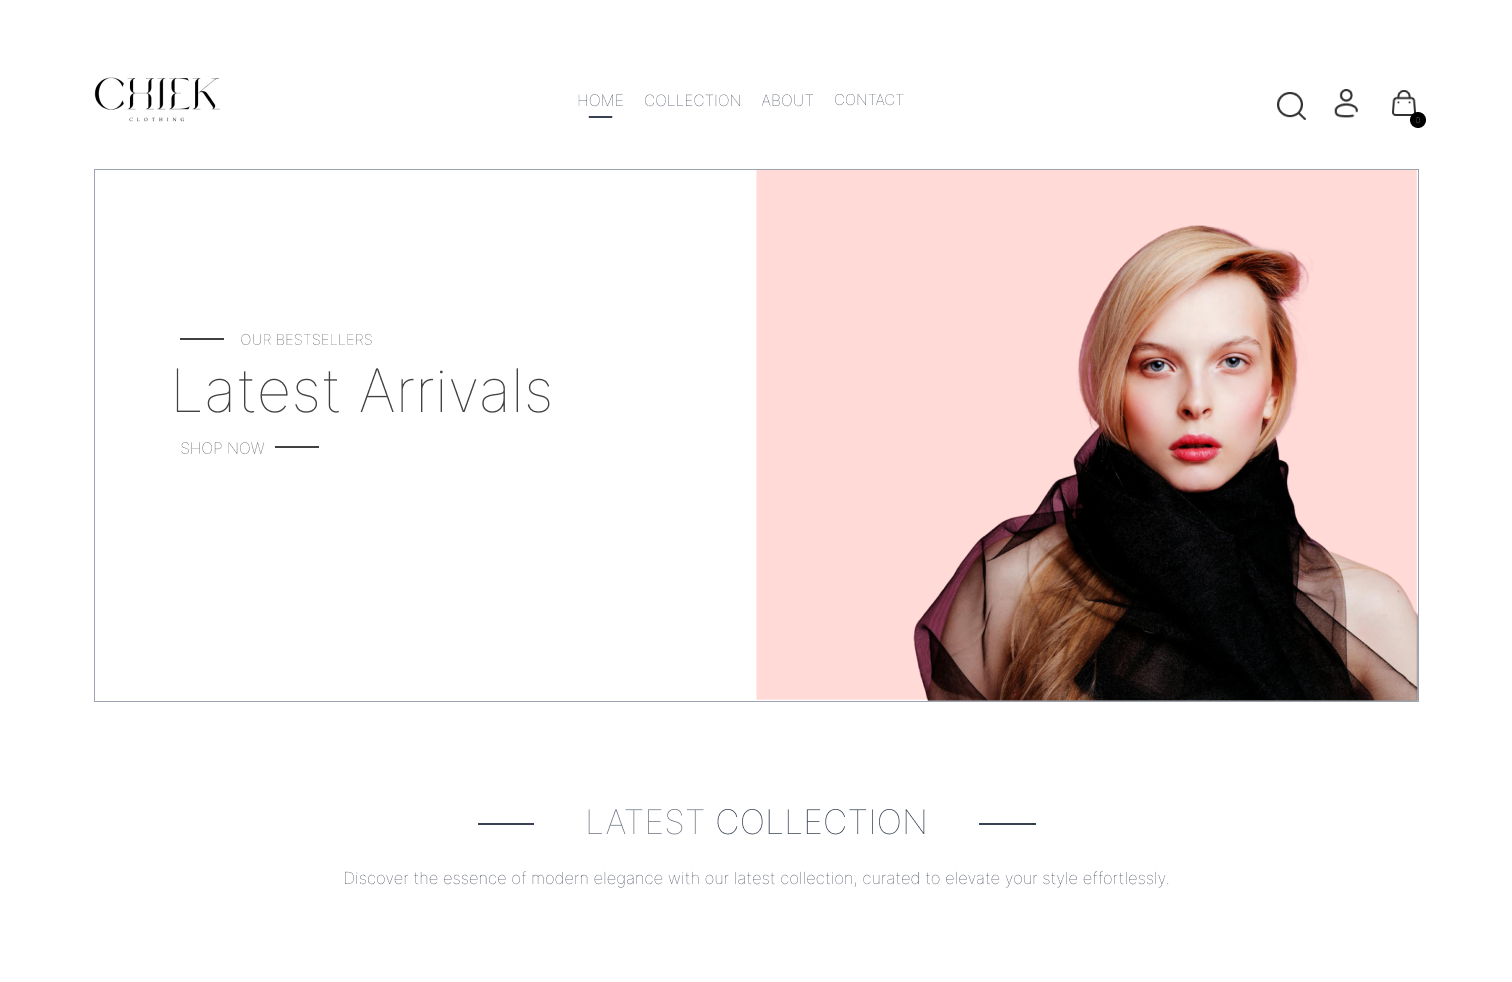 CHIEK
CLOTHING
HOME COLLECTION ABOUT CONTACT
0
OUR BESTSELLERS
Latest Arrivals
SHOP NOW
LATEST COLLECTION
Discover the essence of modern elegance with our latest collection, curated to elevate your style effortlessly.